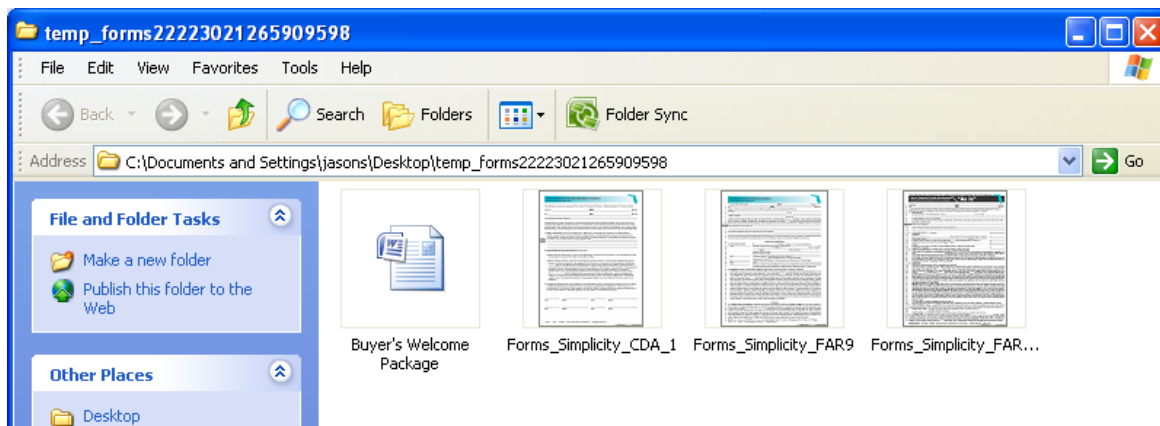 temp_forms22223021265909598
File Edit View Favorites Tools Help
Back Search Folders Folder Sync
Address C:\Documents and Settings\jasons\Desktop\temp_forms22223021265909598 Go
File and Folder Tasks
Make a new folder
Publish this folder to the
Web
Other Places
Desktop
Buyer's Welcome
Package
Forms_Simplicity_CDA_1
Forms_Simplicity_FAR9
Forms_Simplicity_FAR...